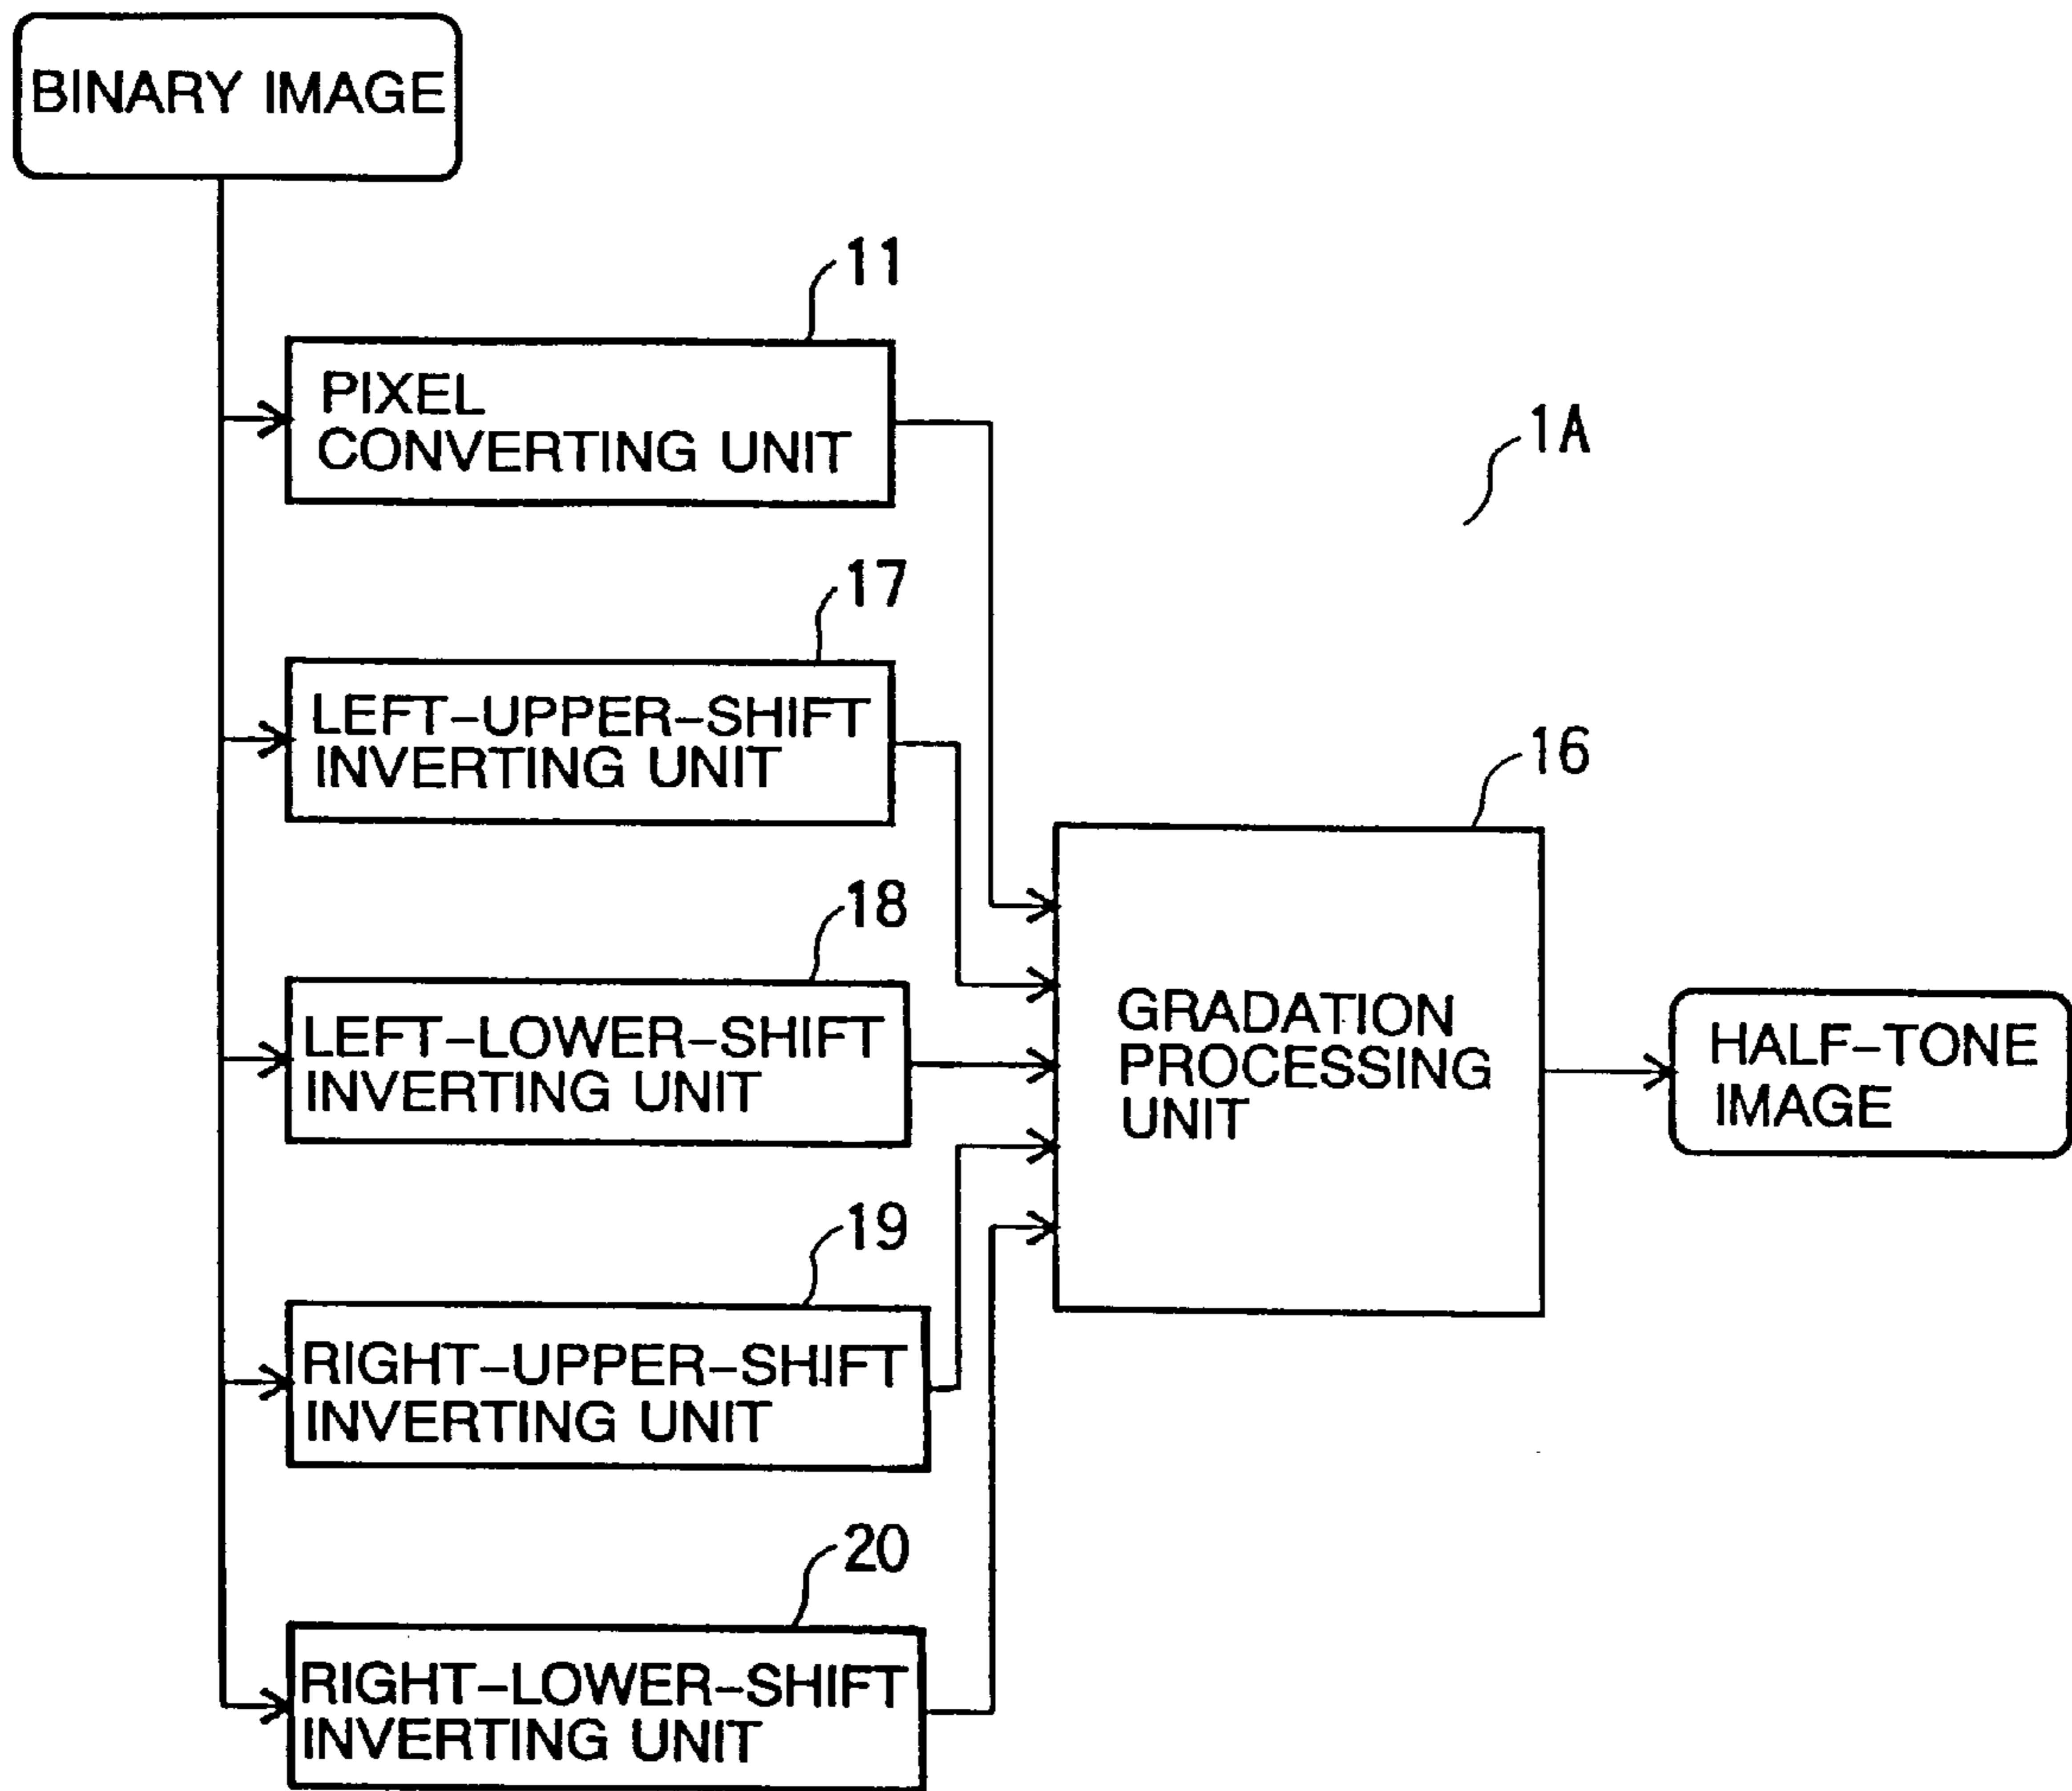 BINARY IMAGE
11
PIXEL
CONVERTING UNIT
1A
17
LEFT-UPPER-SHIFT
INVERTING UNIT
16
18
LEFT-LOWER-SHIFT
INVERTING UNIT
GRADATION
PROCESSING
UNIT
HALF-TONE
IMAGE
19
RIGHT-UPPER-SHIFT
INVERTING UNIT
20
RIGHT-LOWER-SHIFT
INVERTING UNIT